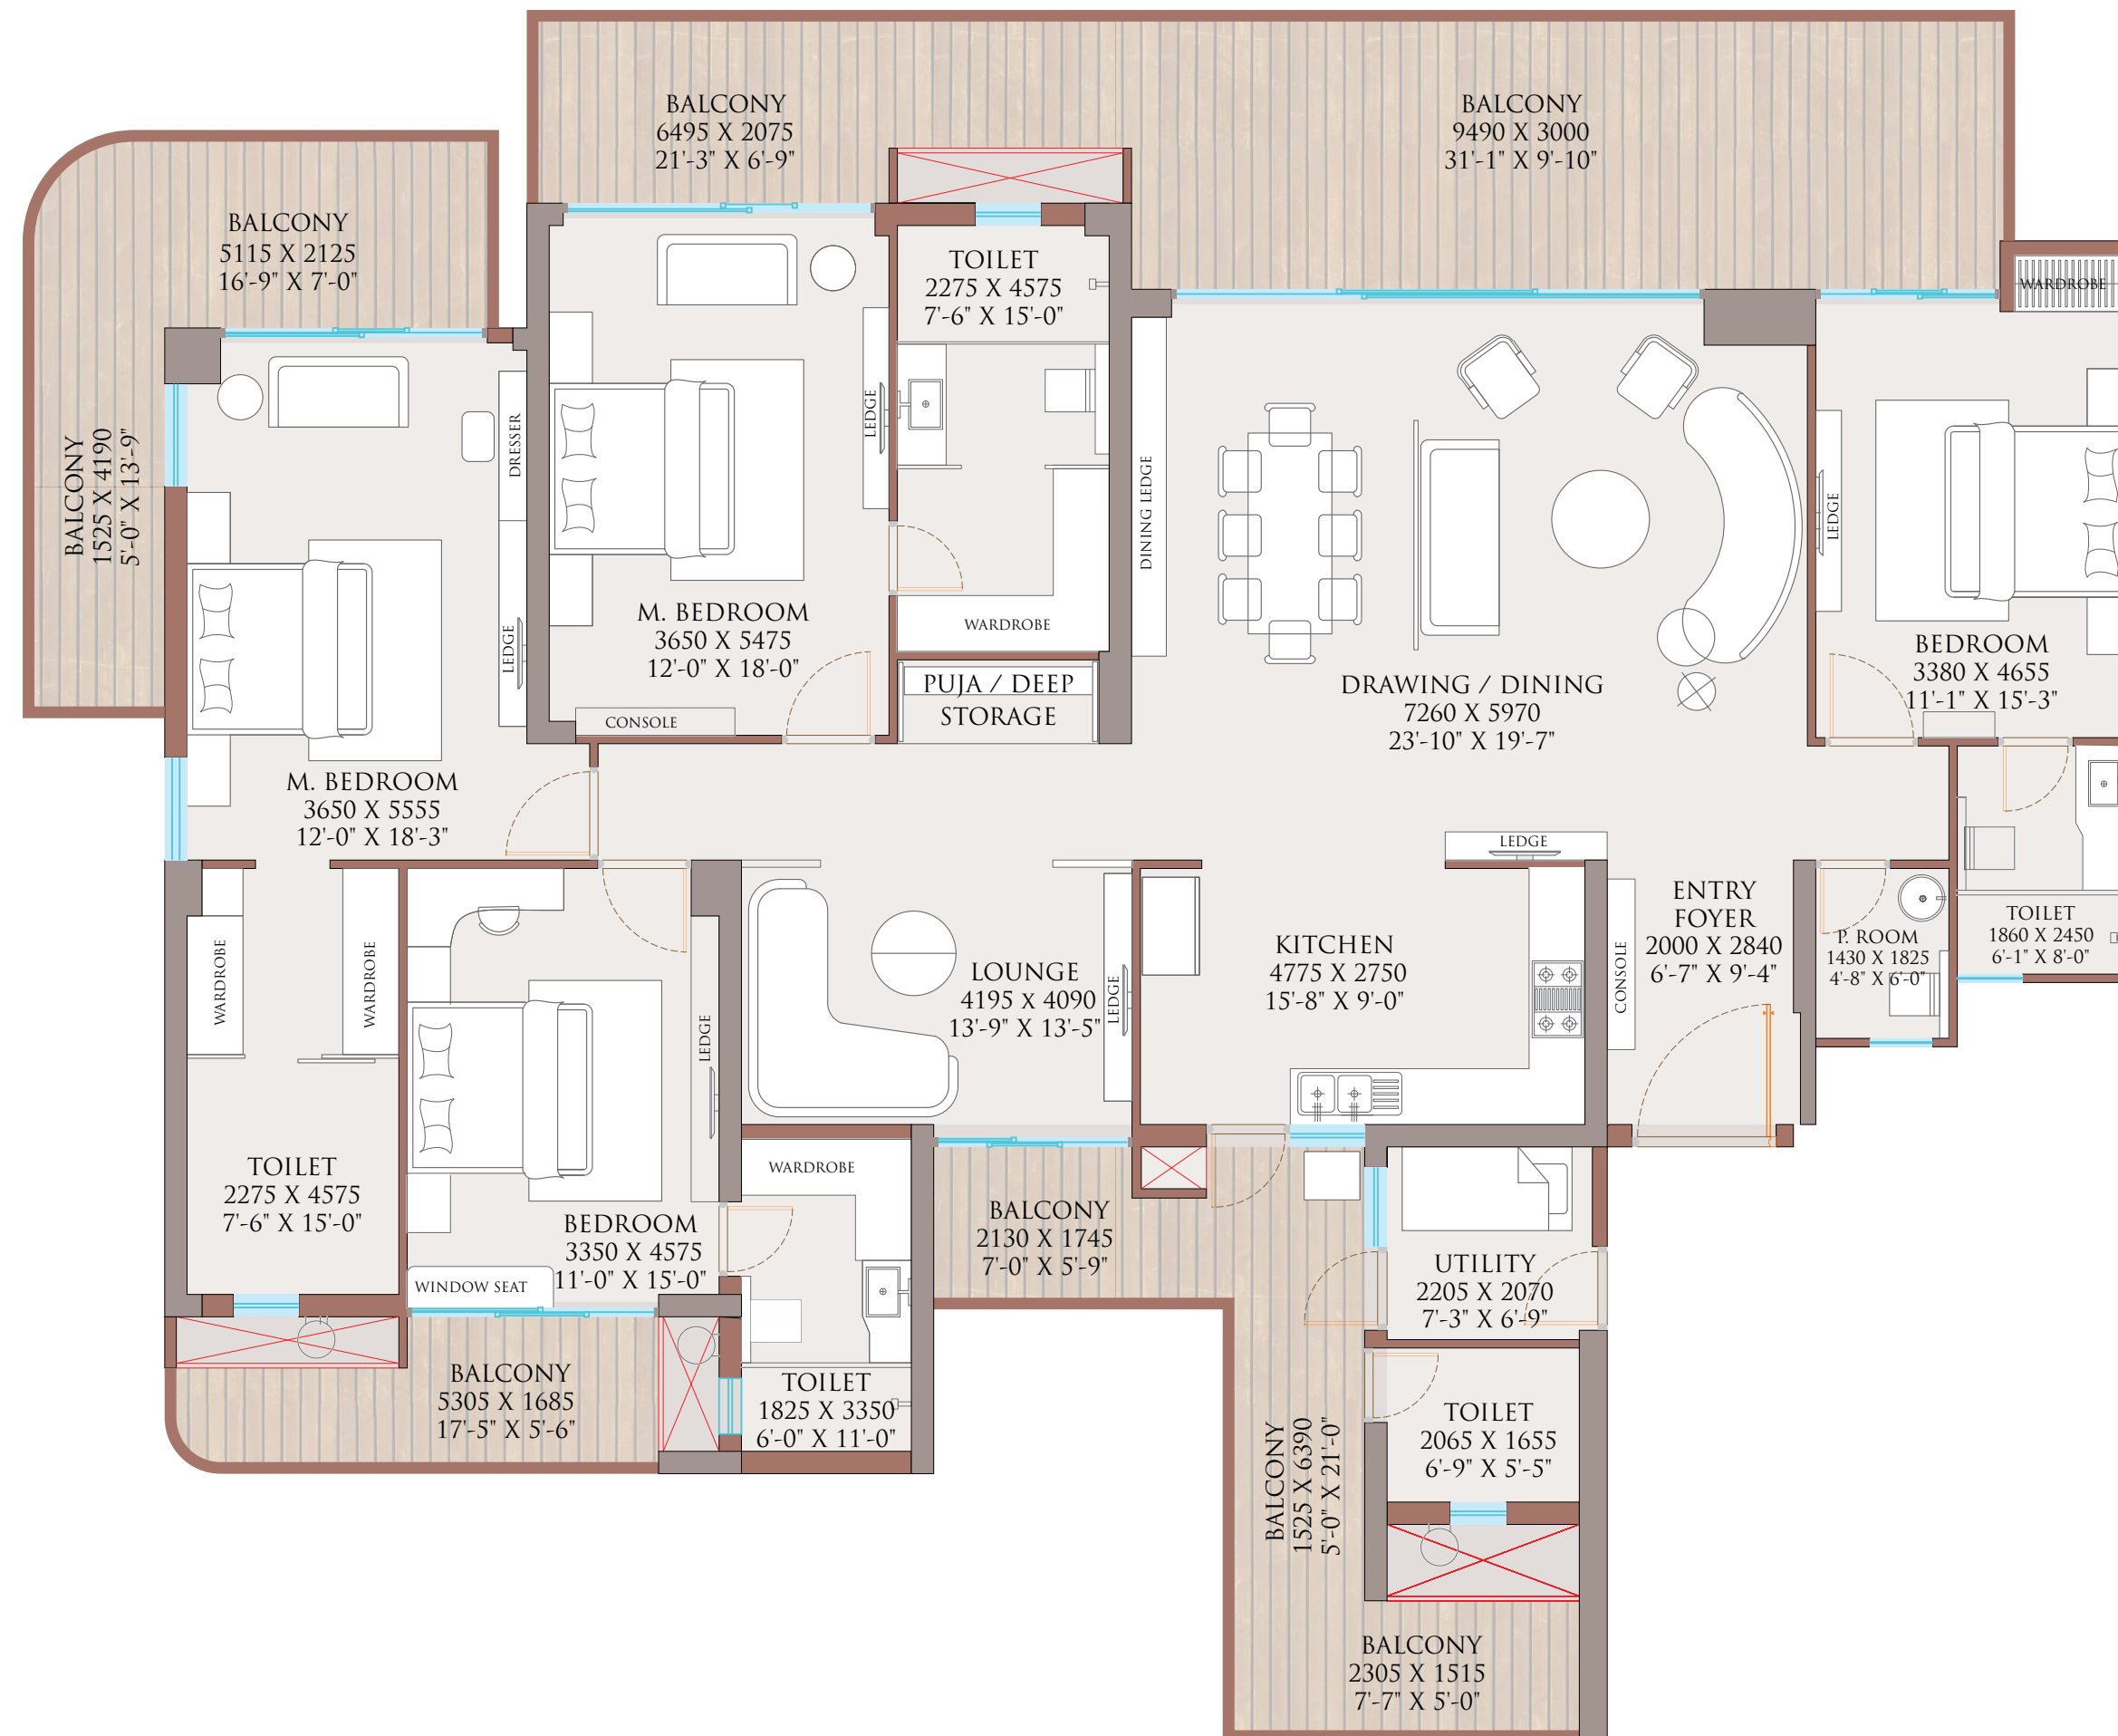 BALCONY
6495 X 2075
21'-3" X 6'-9"
BALCONY
9490 X 3000
31'-1" X 9'-10"
BALCONY
5115 X 2125
16'-9" X 7'-0"
TOILET
2275 X 4575
7'-6" X 15'-0"
WARDROBE
BALCONY
1525 X 4190
5'-0" X 13'-9"
DRESSER
LEDGE
DINING LEDGE
LEDGE
LEDGE
M. BEDROOM
3650 X 5475
12'-0" X 18'-0"
WARDROBE
BEDROOM
3380 X 4655
11'-1" X 15'-3"
PUJA / DEEP
STORAGE
DRAWING / DINING
7260 X 5970
23'-10" X 19'-7"
CONSOLE
M. BEDROOM
3650 X 5555
12'-0" X 18'-3"
LEDGE
ENTRY
FOYER
2000 X 2840
6'-7" X 9'-4"
TOILET
1860 X 2450
6'-1" X 8'-0"
P. ROOM
1430 X 1825
4'-8" X 6'-0"
WARDROBE
WARDROBE
LOUNGE
4195 X 4090
13'-9" X 13'-5"
LEDGE
KITCHEN
4775 X 2750
15'-8" X 9'-0"
CONSOLE
LEDGE
TOILET
2275 X 4575
7'-6" X 15'-0"
WARDROBE
BEDROOM
3350 X 4575
11'-0" X 15'-0"
WINDOW SEAT
BALCONY
2130 X 1745
7'-0" X 5'-9"
UTILITY
2205 X 2070
7'-3" X 6'-9"
BALCONY
5305 X 1685
17'-5" X 5'-6"
TOILET
1825 X 3350
6'-0" X 11'-0"
BALCONY
1525 X 6390
5'-0" X 21'-0"
TOILET
2065 X 1655
6'-9" X 5'-5"
BALCONY
2305 X 1515
7'-7" X 5'-0"